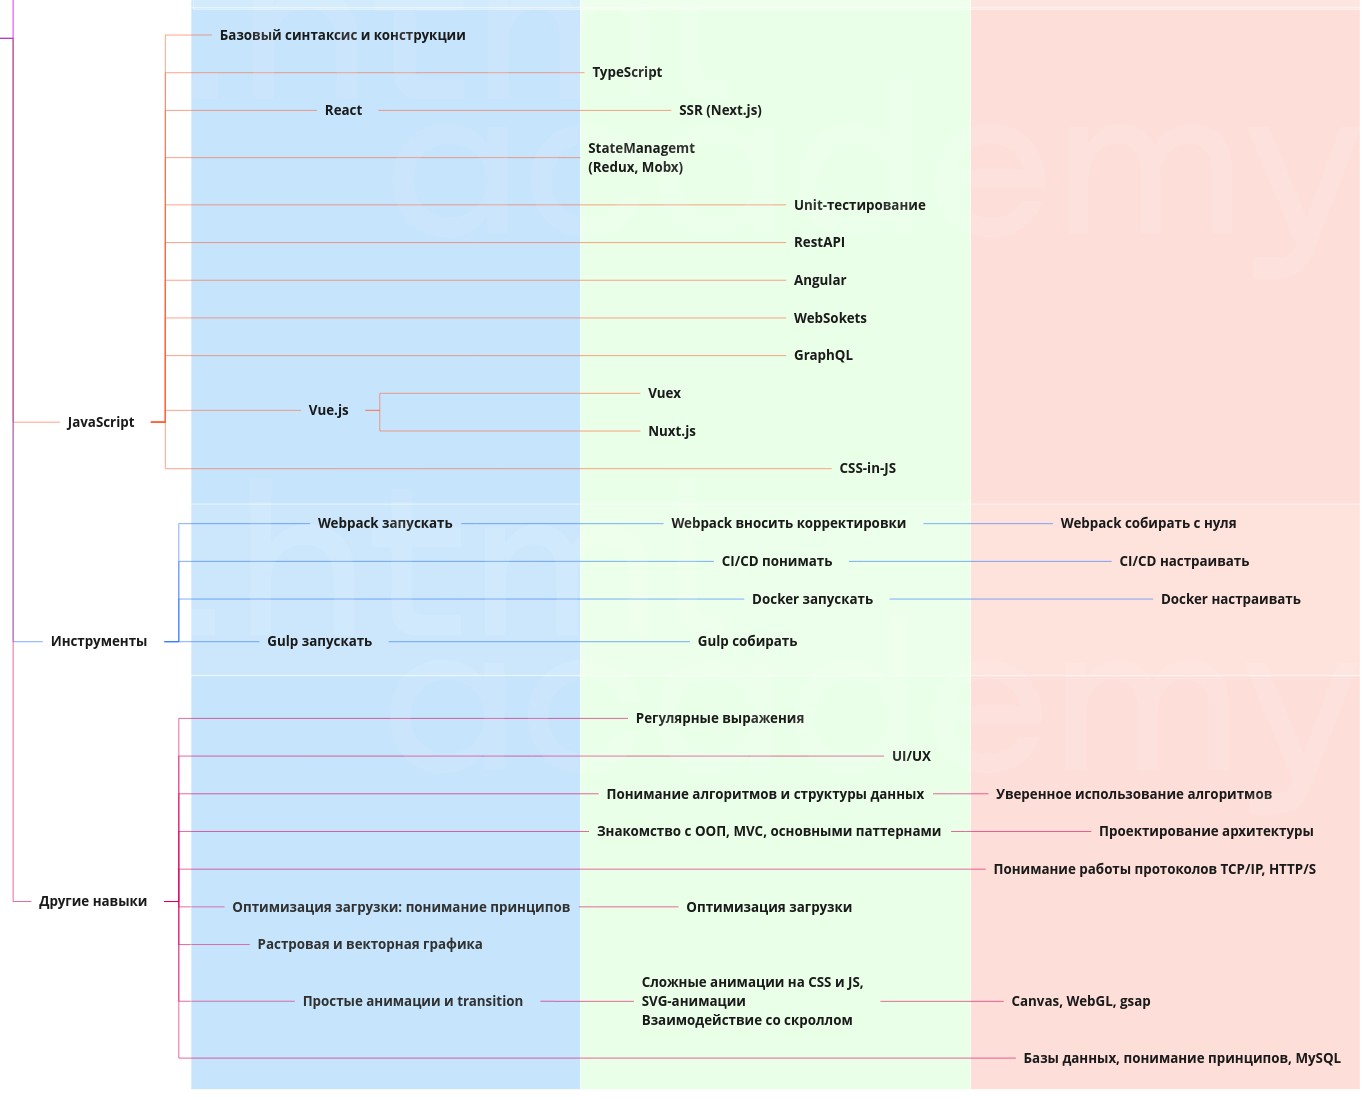 Базовый синтаксис и конструкции
TypeScript
React
SSR (Next.js)
StateManagemt
(Redux, Mobx)
Unit-тестирование
RestAPI
Angular
WebSokets
GraphQL
Vuex
Vue.js
JavaScript
Nuxt.js
CSS-in-JS
Webpack запускать
Webpack вносить корректировки
Webpack собирать с нуля
CI/CD понимать
CI/CD настраивать
Docker запускать
Docker настраивать
Инструменты
Gulp запускать
Gulp собирать
Регулярные выражения
UI/UX
Понимание алгоритмов и структуры данных
Уверенное использование алгоритмов
Знакомство с ООП, MVC, основными паттернами
Проектирование архитектуры
Понимание работы протоколов TCP/IP, HTTP/S
Другие навыки
Оптимизация загрузки: понимание принципов
Оптимизация загрузки
Растровая и векторная графика
Простые анимации и transition
Сложные анимации на CSS и JS,
SVG-анимации
Взаимодействие со скроллом
Canvas, WebGL, gsap
Базы данных, понимание принципов, MySQL
.html
academy
.html
academy